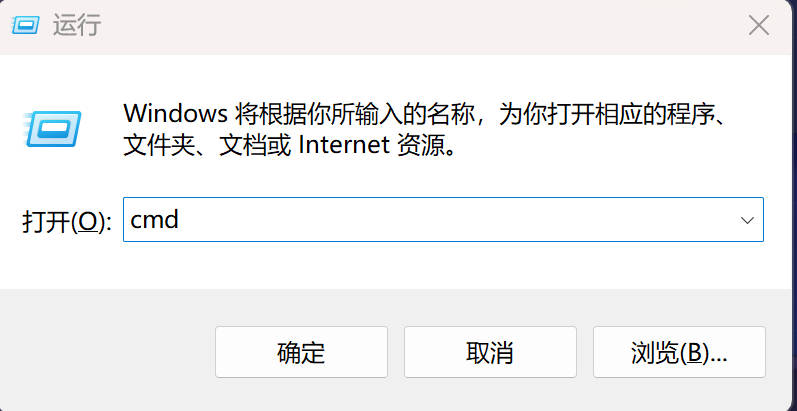 运行
Windows 将根据你所输入的名称，为你打开相应的程序、
文件夹、文档或 Internet 资源。
打开(O): cmd
确定 取消 浏览(B)...